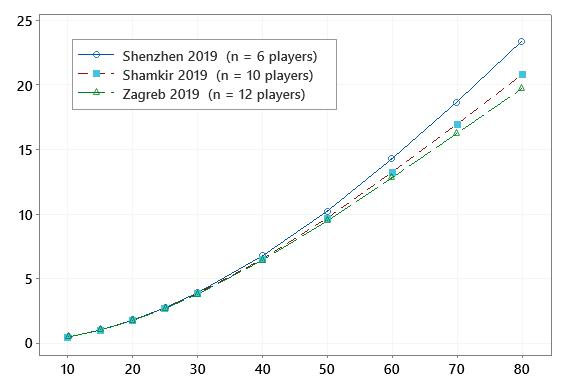 25
20
15
10
5
0
Shenzhen 2019 (n = 6 players)
Shamkir 2019 (n = 10 players)
Zagreb 2019 (n = 12 players)
10 20 30 40 50 60 70 80